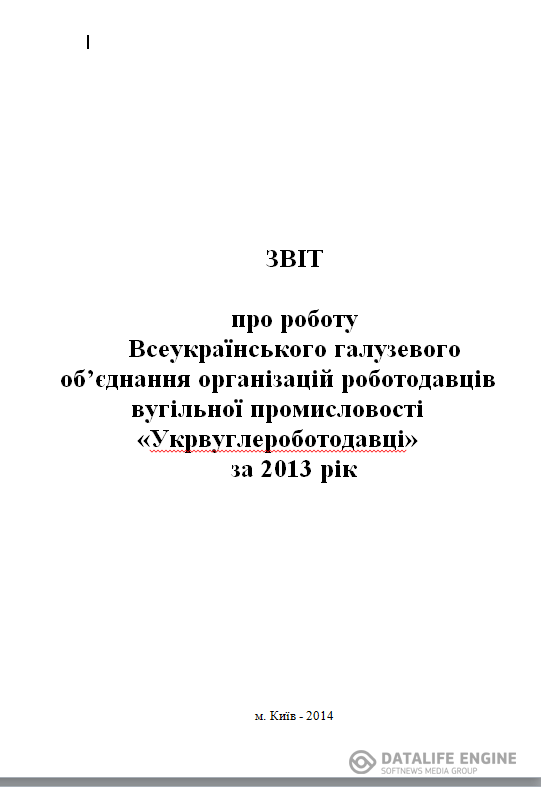 ЗВІТ
про роботу
Всеукраїнського галузевого
об’єднання організацій роботодавців
вугільної промисловості
«Укрвуглероботодавці»
за 2013 рік
м. Київ - 2014
DATALIFE ENGINE
SOFTNEWS MEDIA GROUP